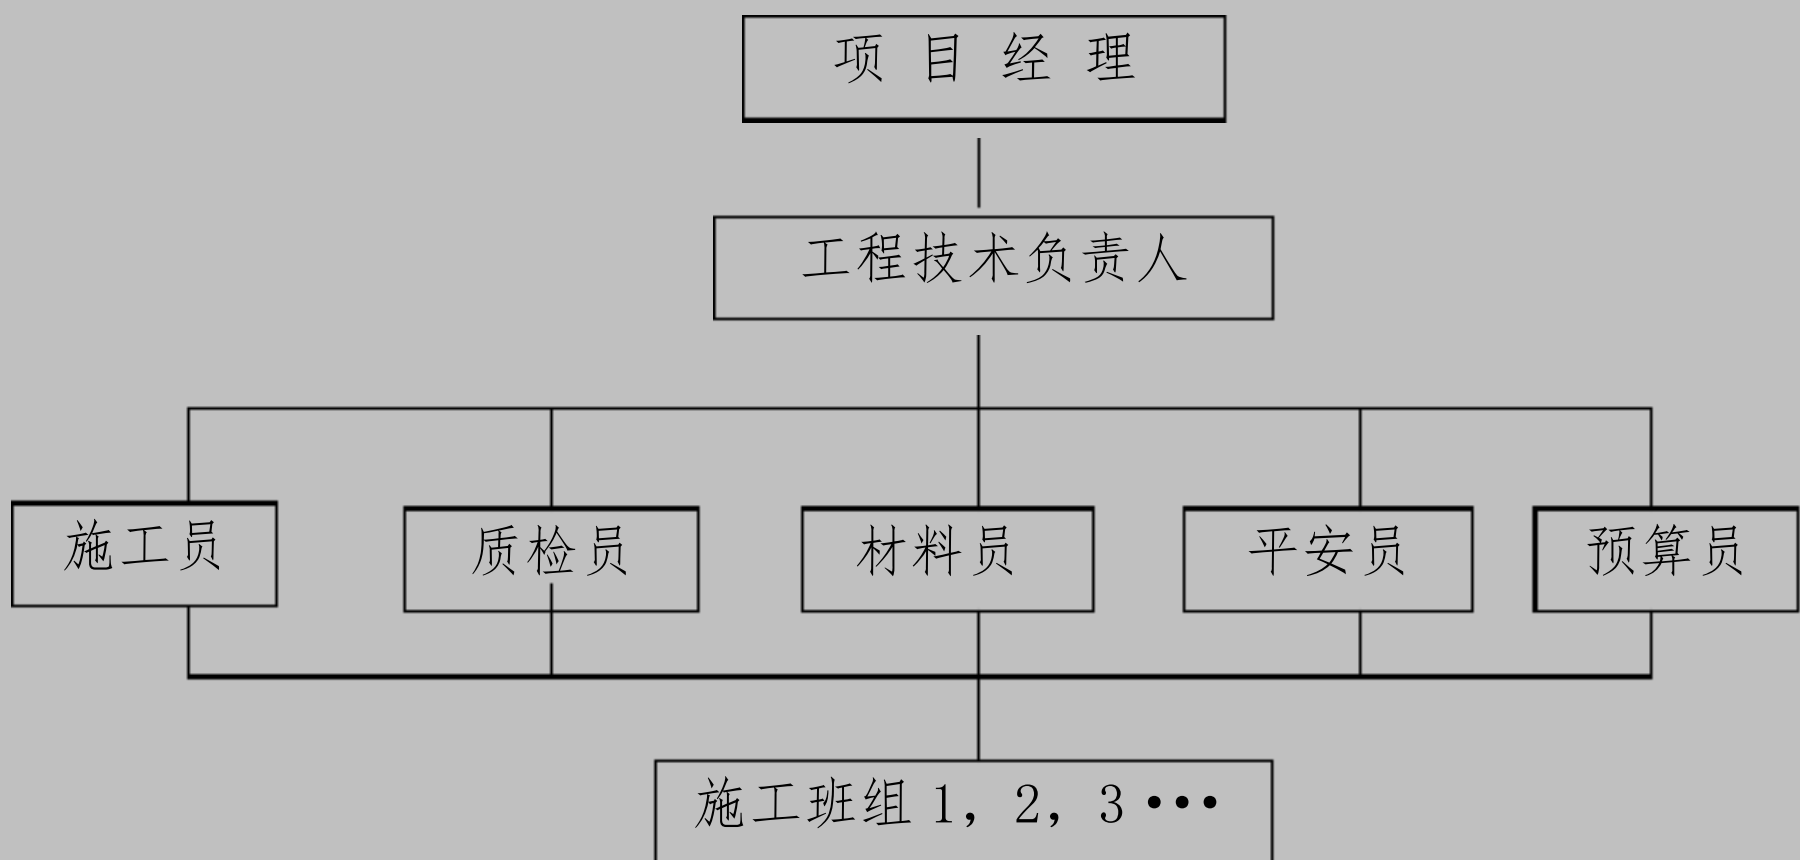 项 目 经 理
工程技术负责人
施工员
质检员
材料员
平安员
预算员
施工班组 1，2，3 •••